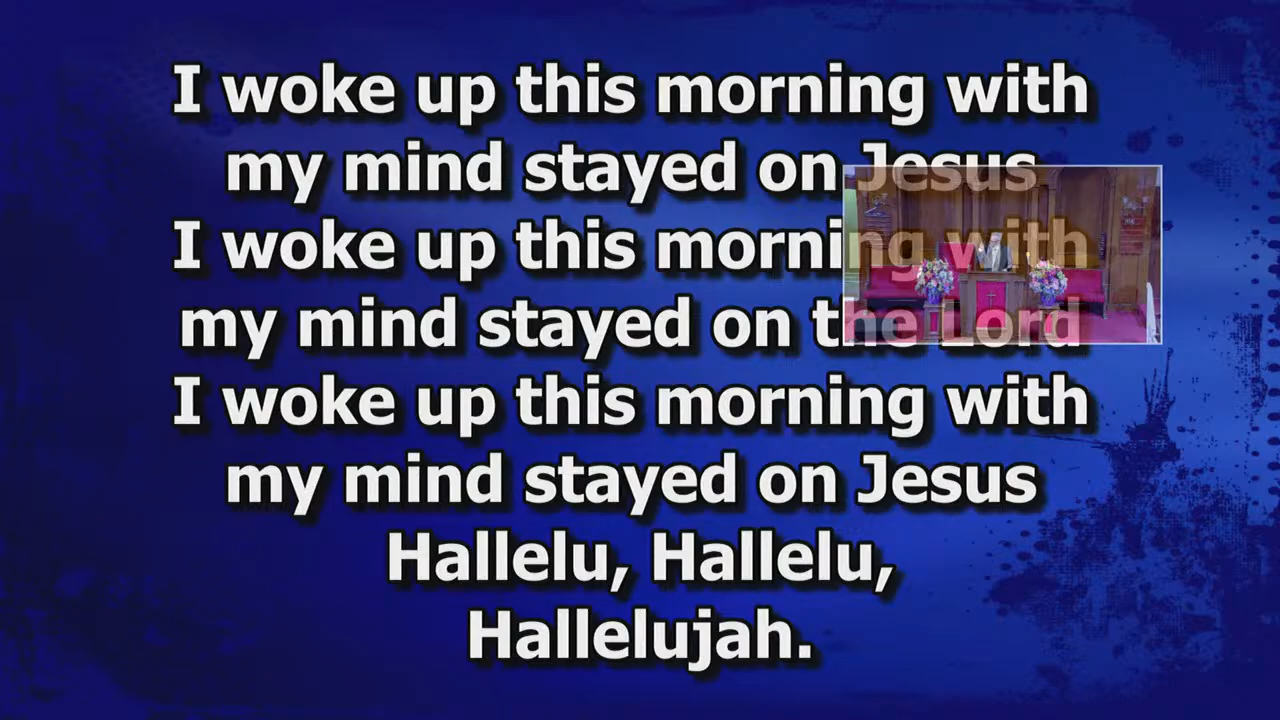 I woke up this morning with
my mind stayed on Jesus
I woke up this morning with
my mind stayed on the Lord
I woke up this morning with
my mind stayed on Jesus
Hallelu, Hallelu,
Hallelujah.